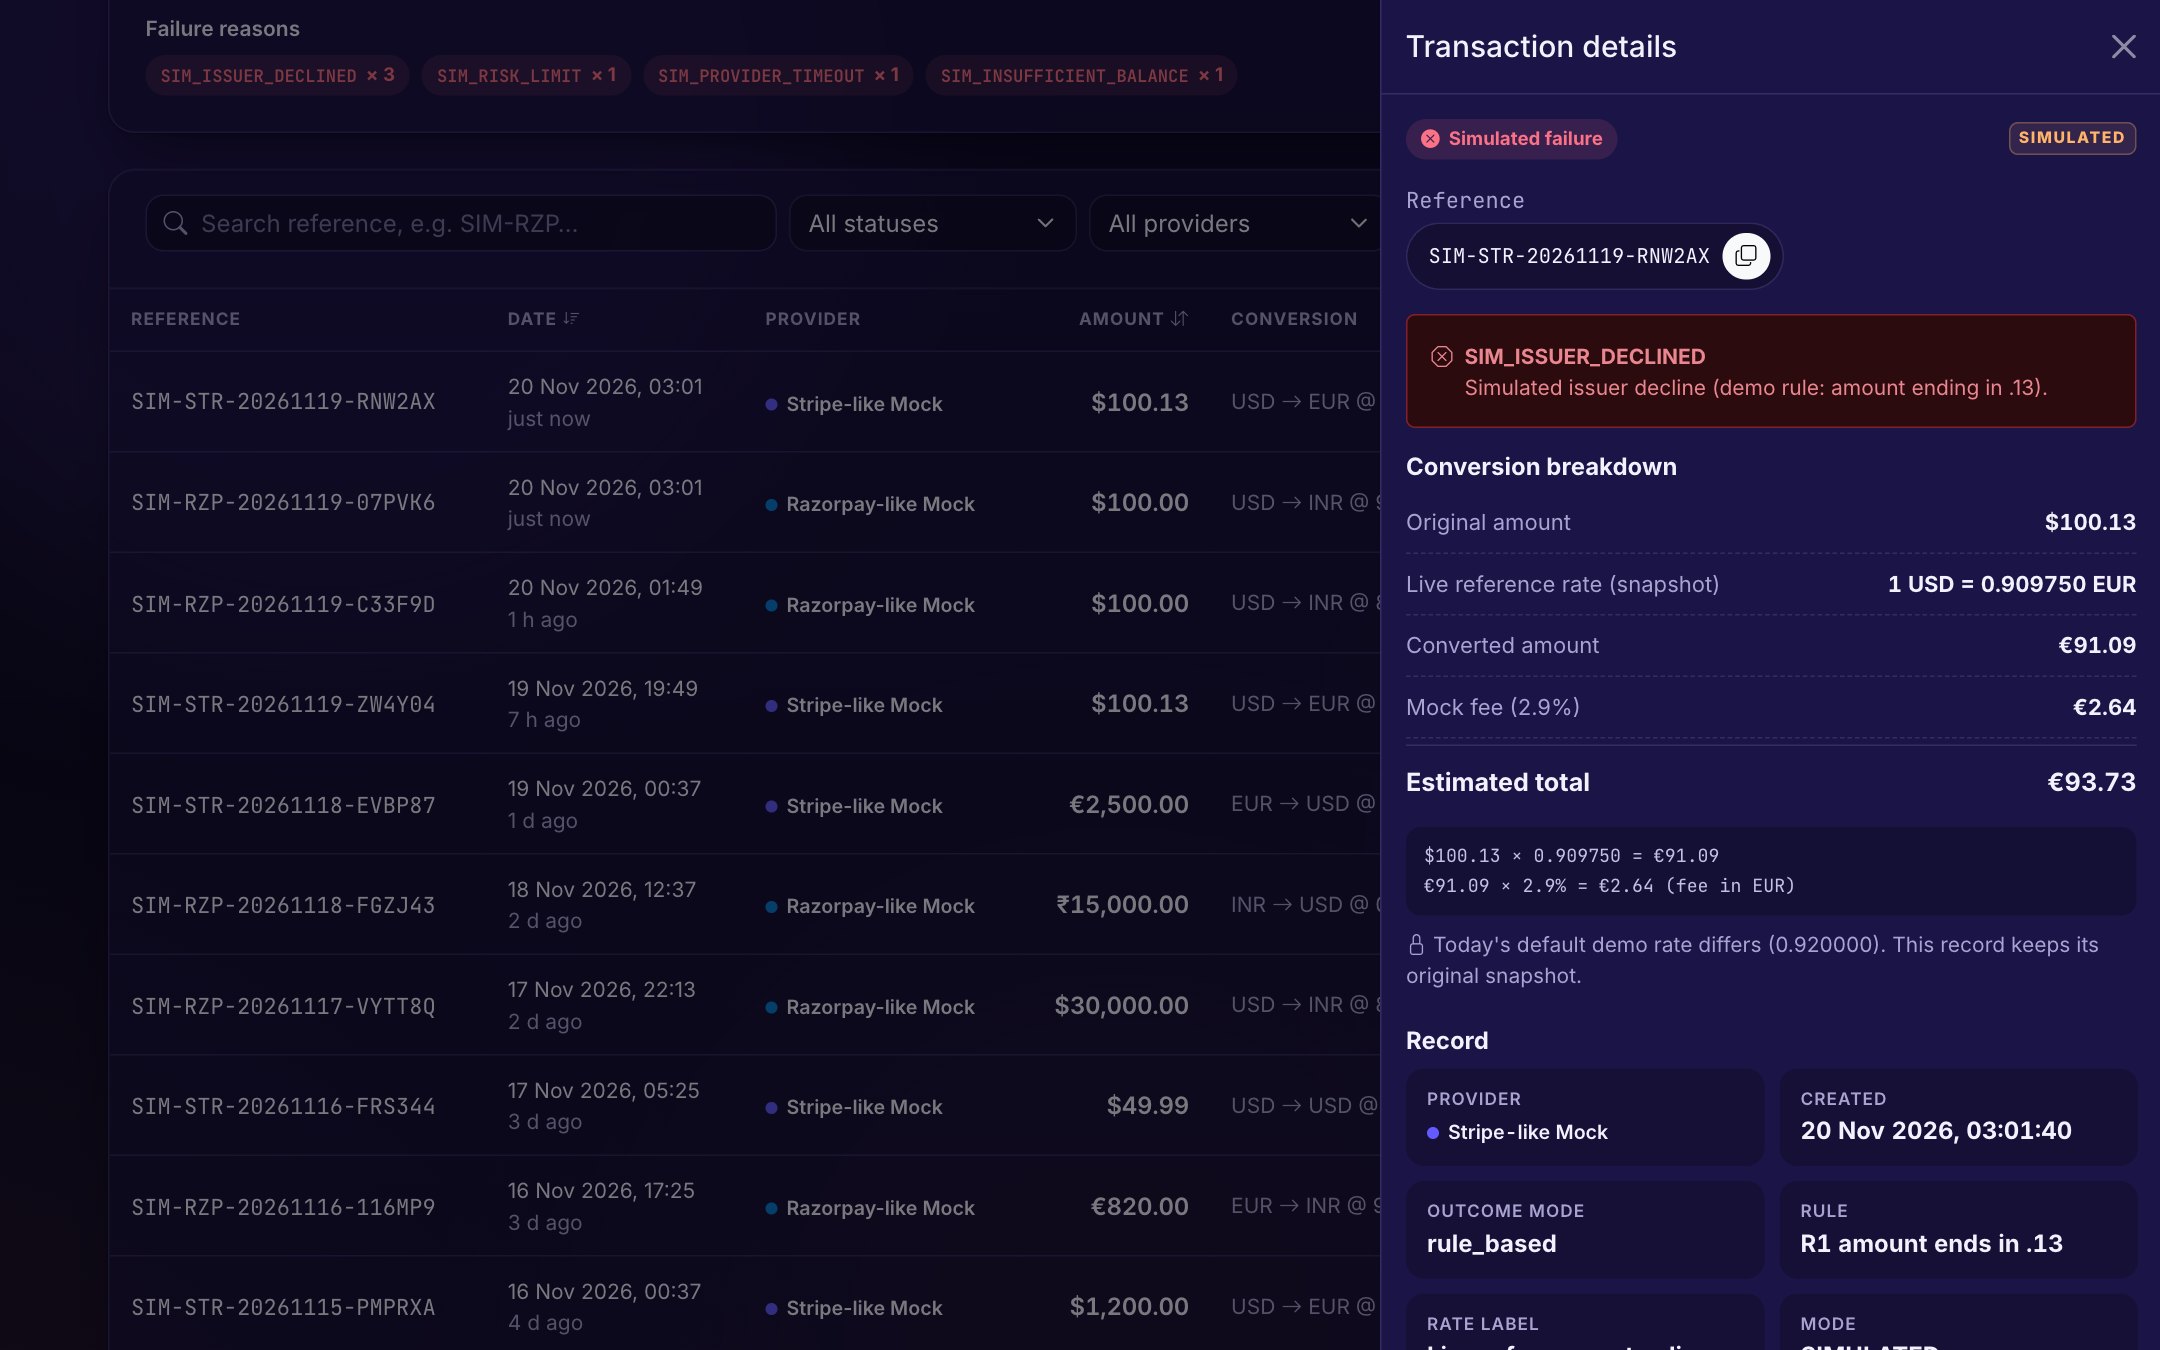 Failure reasons
SIM_ISSUER_DECLINED × 3
SIM_RISK_LIMIT × 1
SIM_PROVIDER_TIMEOUT × 1
SIM_INSUFFICIENT_BALANCE × 1
Search reference, e.g. SIM-RZP...
All statuses
All providers
REFERENCE DATE PROVIDER AMOUNT CONVERSION
SIM-STR-20261119-RNW2AX 20 Nov 2026, 03:01 Stripe-like Mock $100.13 USD → EUR @
just now
SIM-RZP-20261119-07PVK6 20 Nov 2026, 03:01 Razorpay-like Mock $100.00 USD → INR @
just now
SIM-RZP-20261119-C33F9D 20 Nov 2026, 01:49 Razorpay-like Mock $100.00 USD → INR @
1 h ago
SIM-STR-20261119-ZW4Y04 19 Nov 2026, 19:49 Stripe-like Mock $100.13 USD → EUR @
7 h ago
SIM-STR-20261118-EVBP87 19 Nov 2026, 00:37 Stripe-like Mock €2,500.00 EUR → USD @
1 d ago
SIM-RZP-20261118-FGZJ43 18 Nov 2026, 12:37 Razorpay-like Mock ₹15,000.00 INR → USD @
2 d ago
SIM-RZP-20261117-VYTT8Q 17 Nov 2026, 22:13 Razorpay-like Mock $30,000.00 USD → INR @
2 d ago
SIM-STR-20261116-FRS344 17 Nov 2026, 05:25 Stripe-like Mock $49.99 USD → USD @
3 d ago
SIM-RZP-20261116-116MP9 16 Nov 2026, 17:25 Razorpay-like Mock €820.00 EUR → INR @
3 d ago
SIM-STR-20261115-PMPRXA 16 Nov 2026, 00:37 Stripe-like Mock $1,200.00 USD → EUR @
4 d ago
Transaction details
Simulated failure
SIMULATED
Reference
SIM-STR-20261119-RNW2AX
SIM_ISSUER_DECLINED
Simulated issuer decline (demo rule: amount ending in .13).
Conversion breakdown
Original amount $100.13
Live reference rate (snapshot) 1 USD = 0.909750 EUR
Converted amount €91.09
Mock fee (2.9%) €2.64
Estimated total €93.73
$100.13 × 0.909750 = €91.09
€91.09 × 2.9% = €2.64 (fee in EUR)
Today's default demo rate differs (0.920000). This record keeps its
original snapshot.
Record
PROVIDER
Stripe-like Mock
CREATED
20 Nov 2026, 03:01:40
OUTCOME MODE
rule_based
RULE
R1 amount ends in .13
RATE LABEL
MODE
SIMULATED